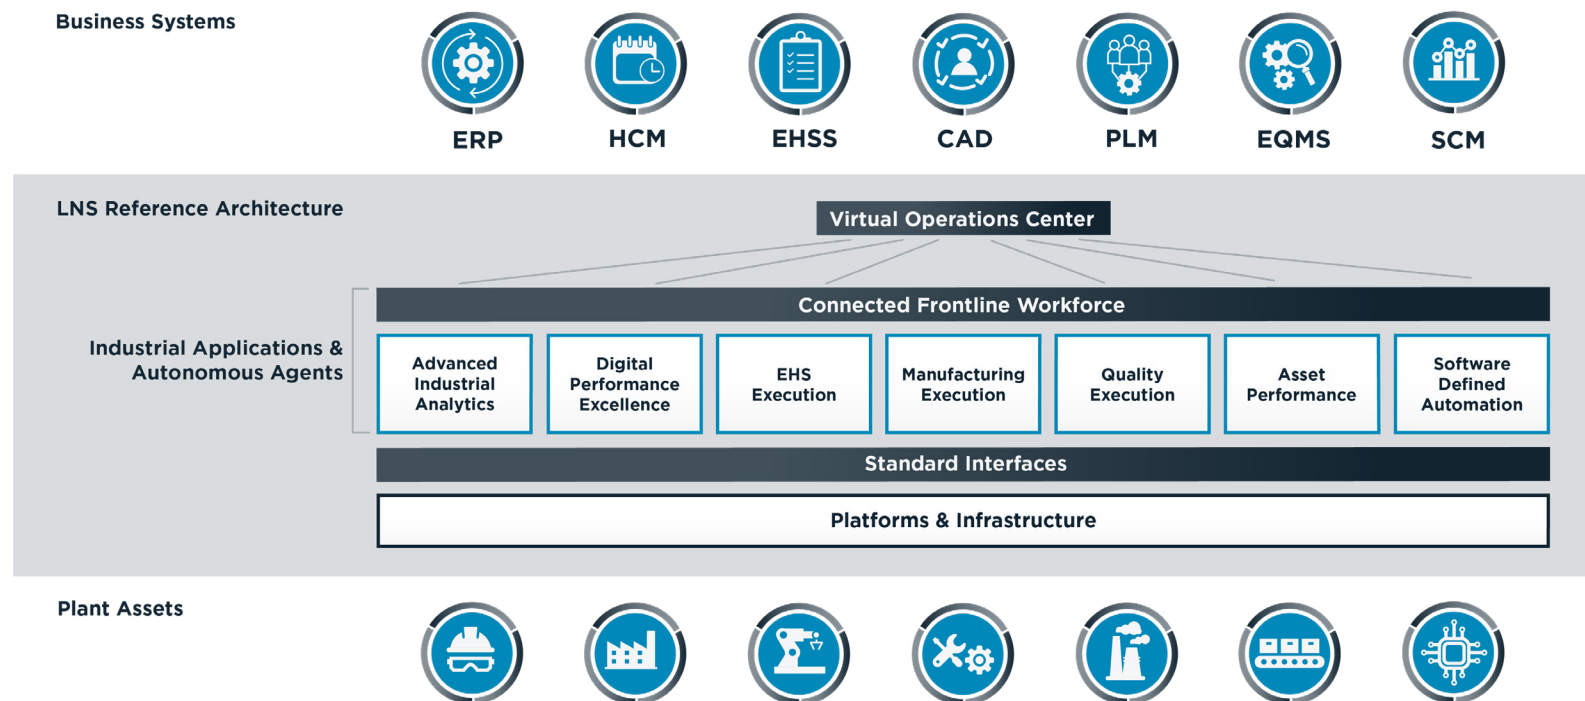 Business Systems
ERP
HCM
EHSS
CAD
PLM
EQMS
SCM
LNS Reference Architecture
Virtual Operations Center
Connected Frontline Workforce
Industrial Applications &
Autonomous Agents
Advanced
Industrial
Analytics
Digital
Performance
Excellence
EHS
Execution
Manufacturing
Execution
Quality
Execution
Asset
Performance
Software
Defined
Automation
Standard Interfaces
Platforms & Infrastructure
Plant Assets